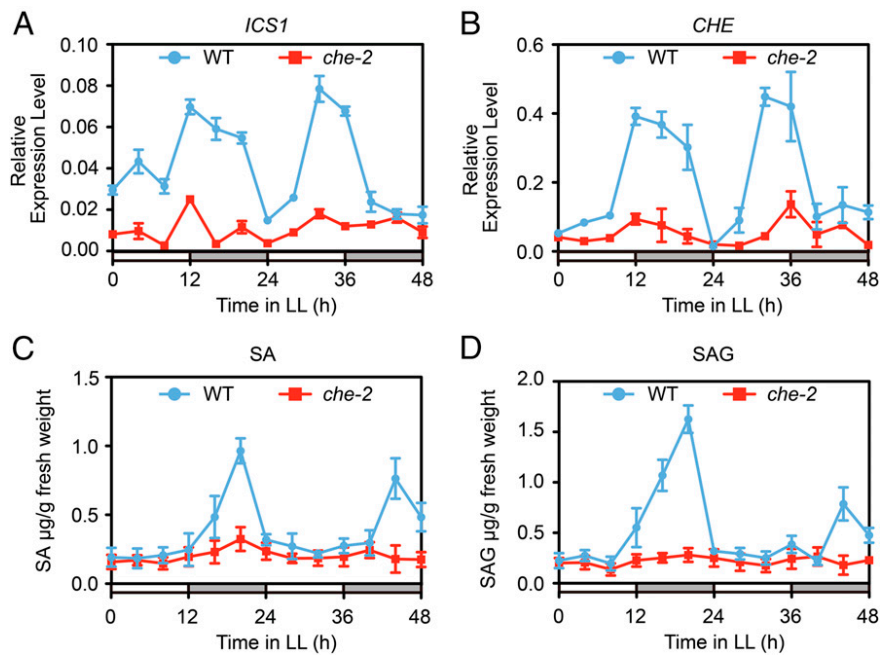 A
ICS1
WT
che-2
Relative
Expression Level
0.10
0.08
0.06
0.04
0.02
0.00
0 12 24 36 48
Time in LL (h)
B
CHE
WT
che-2
Relative
Expression Level
0.6
0.4
0.2
0.0
0 12 24 36 48
Time in LL (h)
C
SA
WT
che-2
SA µg/g fresh weight
1.5
1.0
0.5
0.0
0 12 24 36 48
Time in LL (h)
D
SAG
WT
che-2
SAG µg/g fresh weight
2.0
1.5
1.0
0.5
0.0
0 12 24 36 48
Time in LL (h)